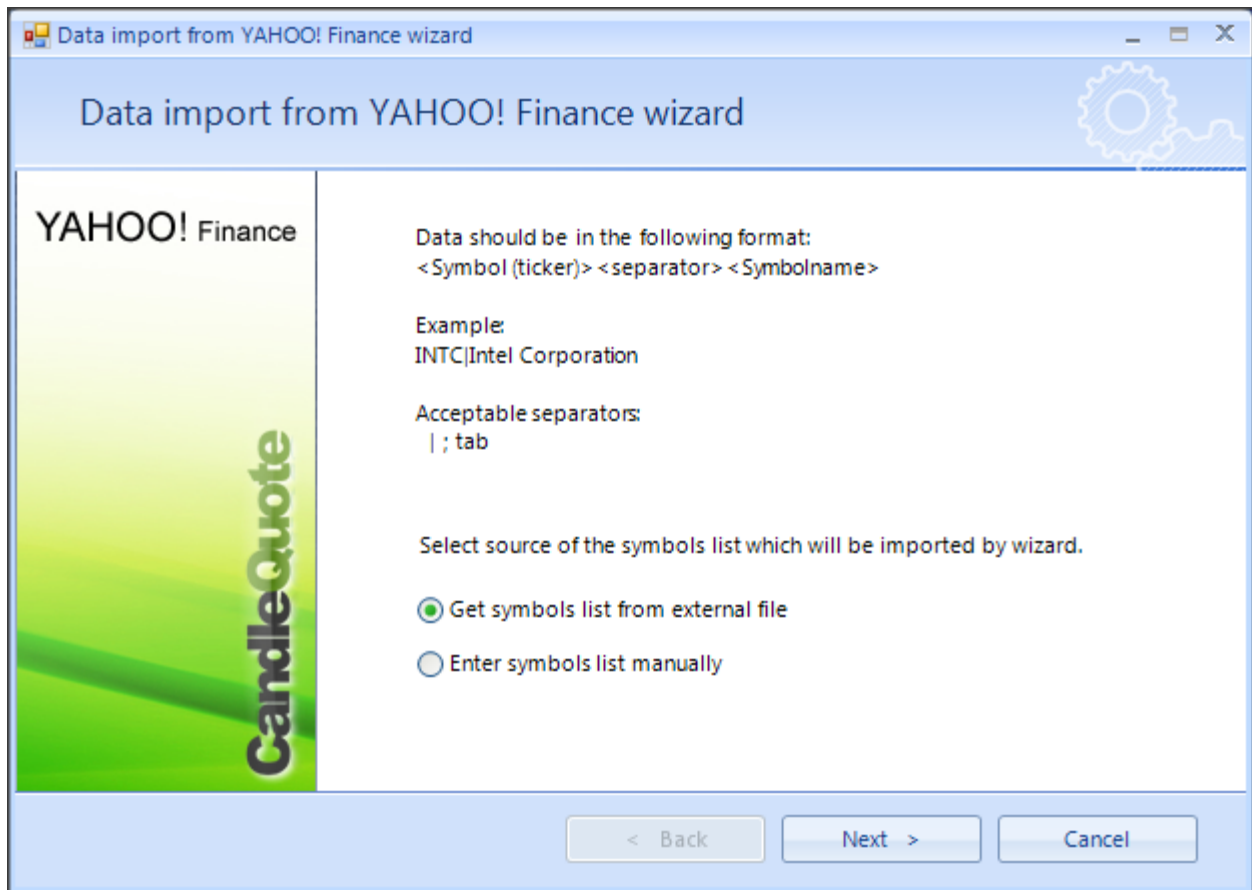 Data import from YAHOO! Finance wizard
Data import from YAHOO! Finance wizard
YAHOO! Finance
CandleQuote
Data should be in the following format:
<Symbol (ticker)> <separator> <Symbolname>
Example:
INTC|Intel Corporation
Acceptable separators:
| ; tab
Select source of the symbols list which will be imported by wizard.
Get symbols list from external file
Enter symbols list manually
< Back
Next >
Cancel